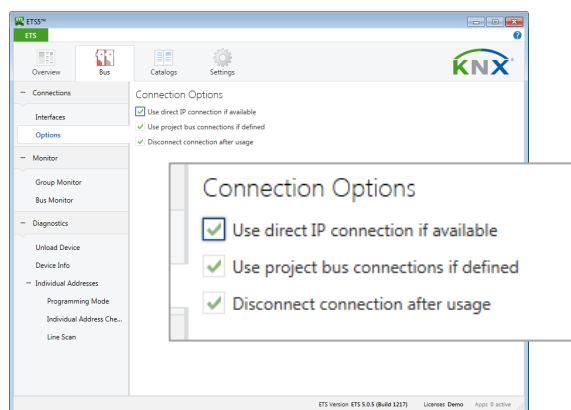 ETS5™
ETS
Overview
Bus
Catalogs
Settings
KNX
Connections
Interfaces
Options
Monitor
Group Monitor
Bus Monitor
Diagnostics
Unload Device
Device Info
Individual Addresses
Programming Mode
Individual Address Che...
Line Scan
Connection Options
Use direct IP connection if available
Use project bus connections if defined
Disconnect connection after usage
Connection Options
Use direct IP connection if available
Use project bus connections if defined
Disconnect connection after usage
ETS Version ETS 5.0.5 (Build 1217) Licenses Demo Apps 0 active